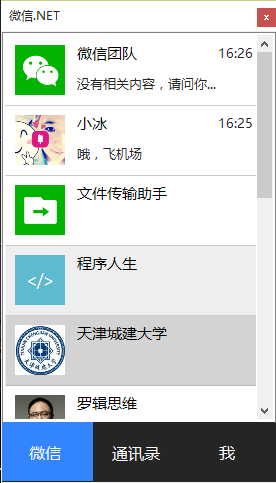 微信.NET
微信团队 16:26
没有相关内容，请问你...
小冰 16:25
哦，飞机场
文件传输助手
程序人生
</>
天津城建大学
罗辑思维
微信 通讯录 我